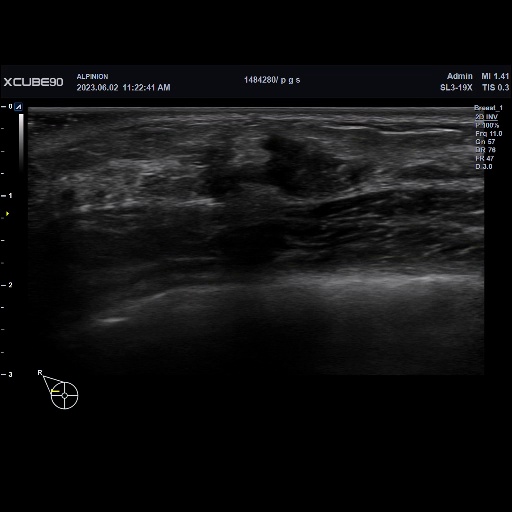 XCUBE90
ALPINION
2023.06.02 11:22:41 AM
1484280/ p g s
Admin MI 1.41
SL3-19X TIS 0.3
Breast_1
2D INV
P 100%
Frq 11.0
Gn 57
DR 76
FR 47
D 3.0
0
1
2
3
R